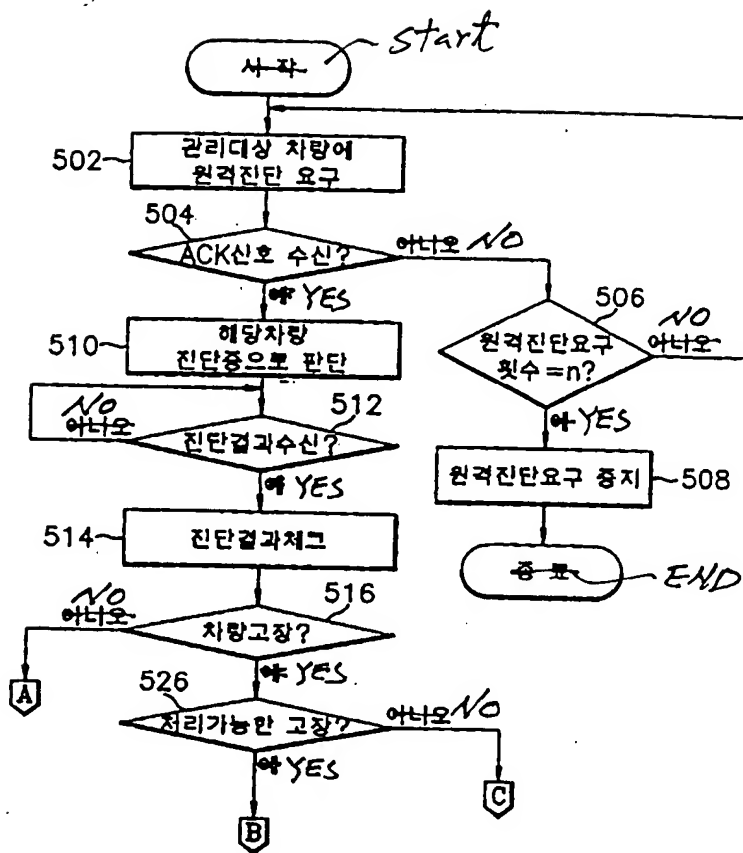 시작
start
502
관리대상 차량에
원격진단 요구
504
ACK신호 수신?
아니오 NO
YES
506
원격진단요구
횟수=n?
NO
아니오
YES
510
해당차량
진단중으로 판단
512
NO
아니오
진단결과수신?
예 YES
원격진단요구 중지
508
514
진단결과체크
종료
END
NO
아니오
516
차량고장?
YES
A
526
처리가능한 고장?
아니오 NO
YES
C
B